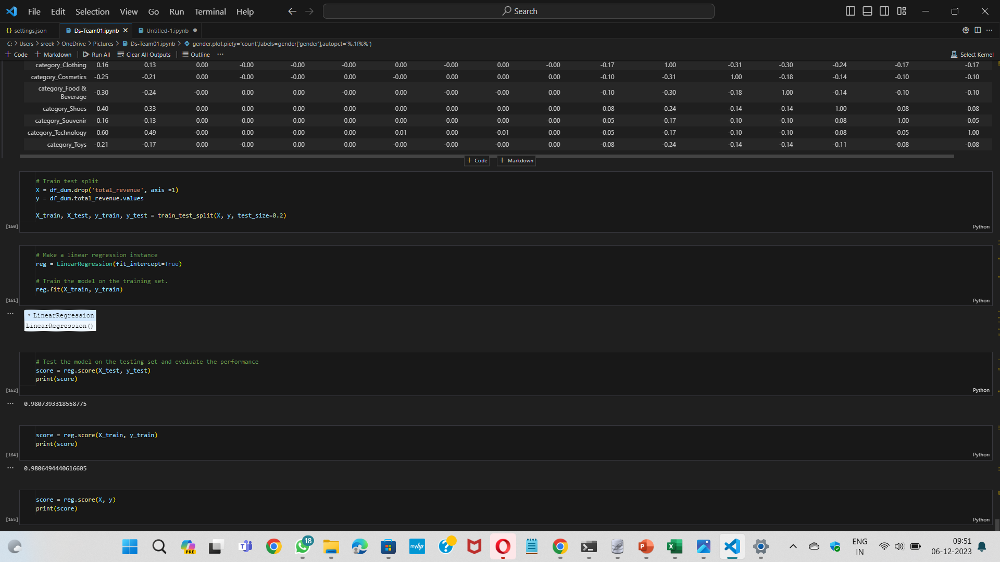 File Edit Selection View Go Run Terminal Help Search
settings.json Ds-Team01.ipynb Untitled-1.ipynb
C: > Users > sreek > OneDrive > Pictures > Ds-Team01.ipynb > gender.plot.pie(y='count',labels=gender['gender'],autopct='%.1f%%')
+ Code + Markdown Run All Clear All Outputs Outline ... Select Kernel
category_Clothing 0.16 0.13 0.00 -0.00 -0.00 -0.00 0.00 -0.00 0.00 -0.00 -0.17 1.00 -0.31 -0.30 -0.24 -0.17 -0.17
category_Cosmetics -0.25 -0.21 0.00 -0.00 -0.00 0.00 -0.00 0.00 0.00 -0.00 -0.10 -0.31 1.00 -0.18 -0.14 -0.10 -0.10
category_Food &
Beverage -0.30 -0.24 -0.00 0.00 0.00 -0.00 0.00 -0.00 -0.00 0.00 -0.10 -0.30 -0.18 1.00 -0.14 -0.10 -0.10
category_Shoes 0.40 0.33 -0.00 0.00 0.00 -0.00 -0.00 0.00 0.00 -0.00 -0.08 -0.24 -0.14 -0.14 1.00 -0.08 -0.08
category_Souvenir -0.16 -0.13 0.00 0.00 -0.00 0.00 -0.00 0.00 0.00 -0.00 -0.05 -0.17 -0.10 -0.10 -0.08 1.00 -0.05
category_Technology 0.60 0.49 -0.00 0.00 -0.00 0.00 0.01 0.00 -0.01 0.00 -0.05 -0.17 -0.10 -0.10 -0.08 -0.05 1.00
category_Toys -0.21 -0.17 0.00 -0.00 -0.00 0.00 -0.00 -0.00 -0.00 0.00 -0.08 -0.24 -0.14 -0.14 -0.11 -0.08 -0.08
+ Code + Markdown
# Train test split
X = df_dum.drop('total_revenue', axis =1)
y = df_dum.total_revenue.values
X_train, X_test, y_train, y_test = train_test_split(X, y, test_size=0.2)
[160] Python
# Make a linear regression instance
reg = LinearRegression(fit_intercept=True)
# Train the model on the training set.
reg.fit(X_train, y_train)
[161] Python
... LinearRegression
LinearRegression()
# Test the model on the testing set and evaluate the performance
score = reg.score(X_test, y_test)
print(score)
[162] Python
... 0.9807393318558775
score = reg.score(X_train, y_train)
print(score)
[164] Python
... 0.9806494440616605
score = reg.score(X, y)
print(score)
[165] Python
PRE 18 myhp ENG
IN 09:51
06-12-2023